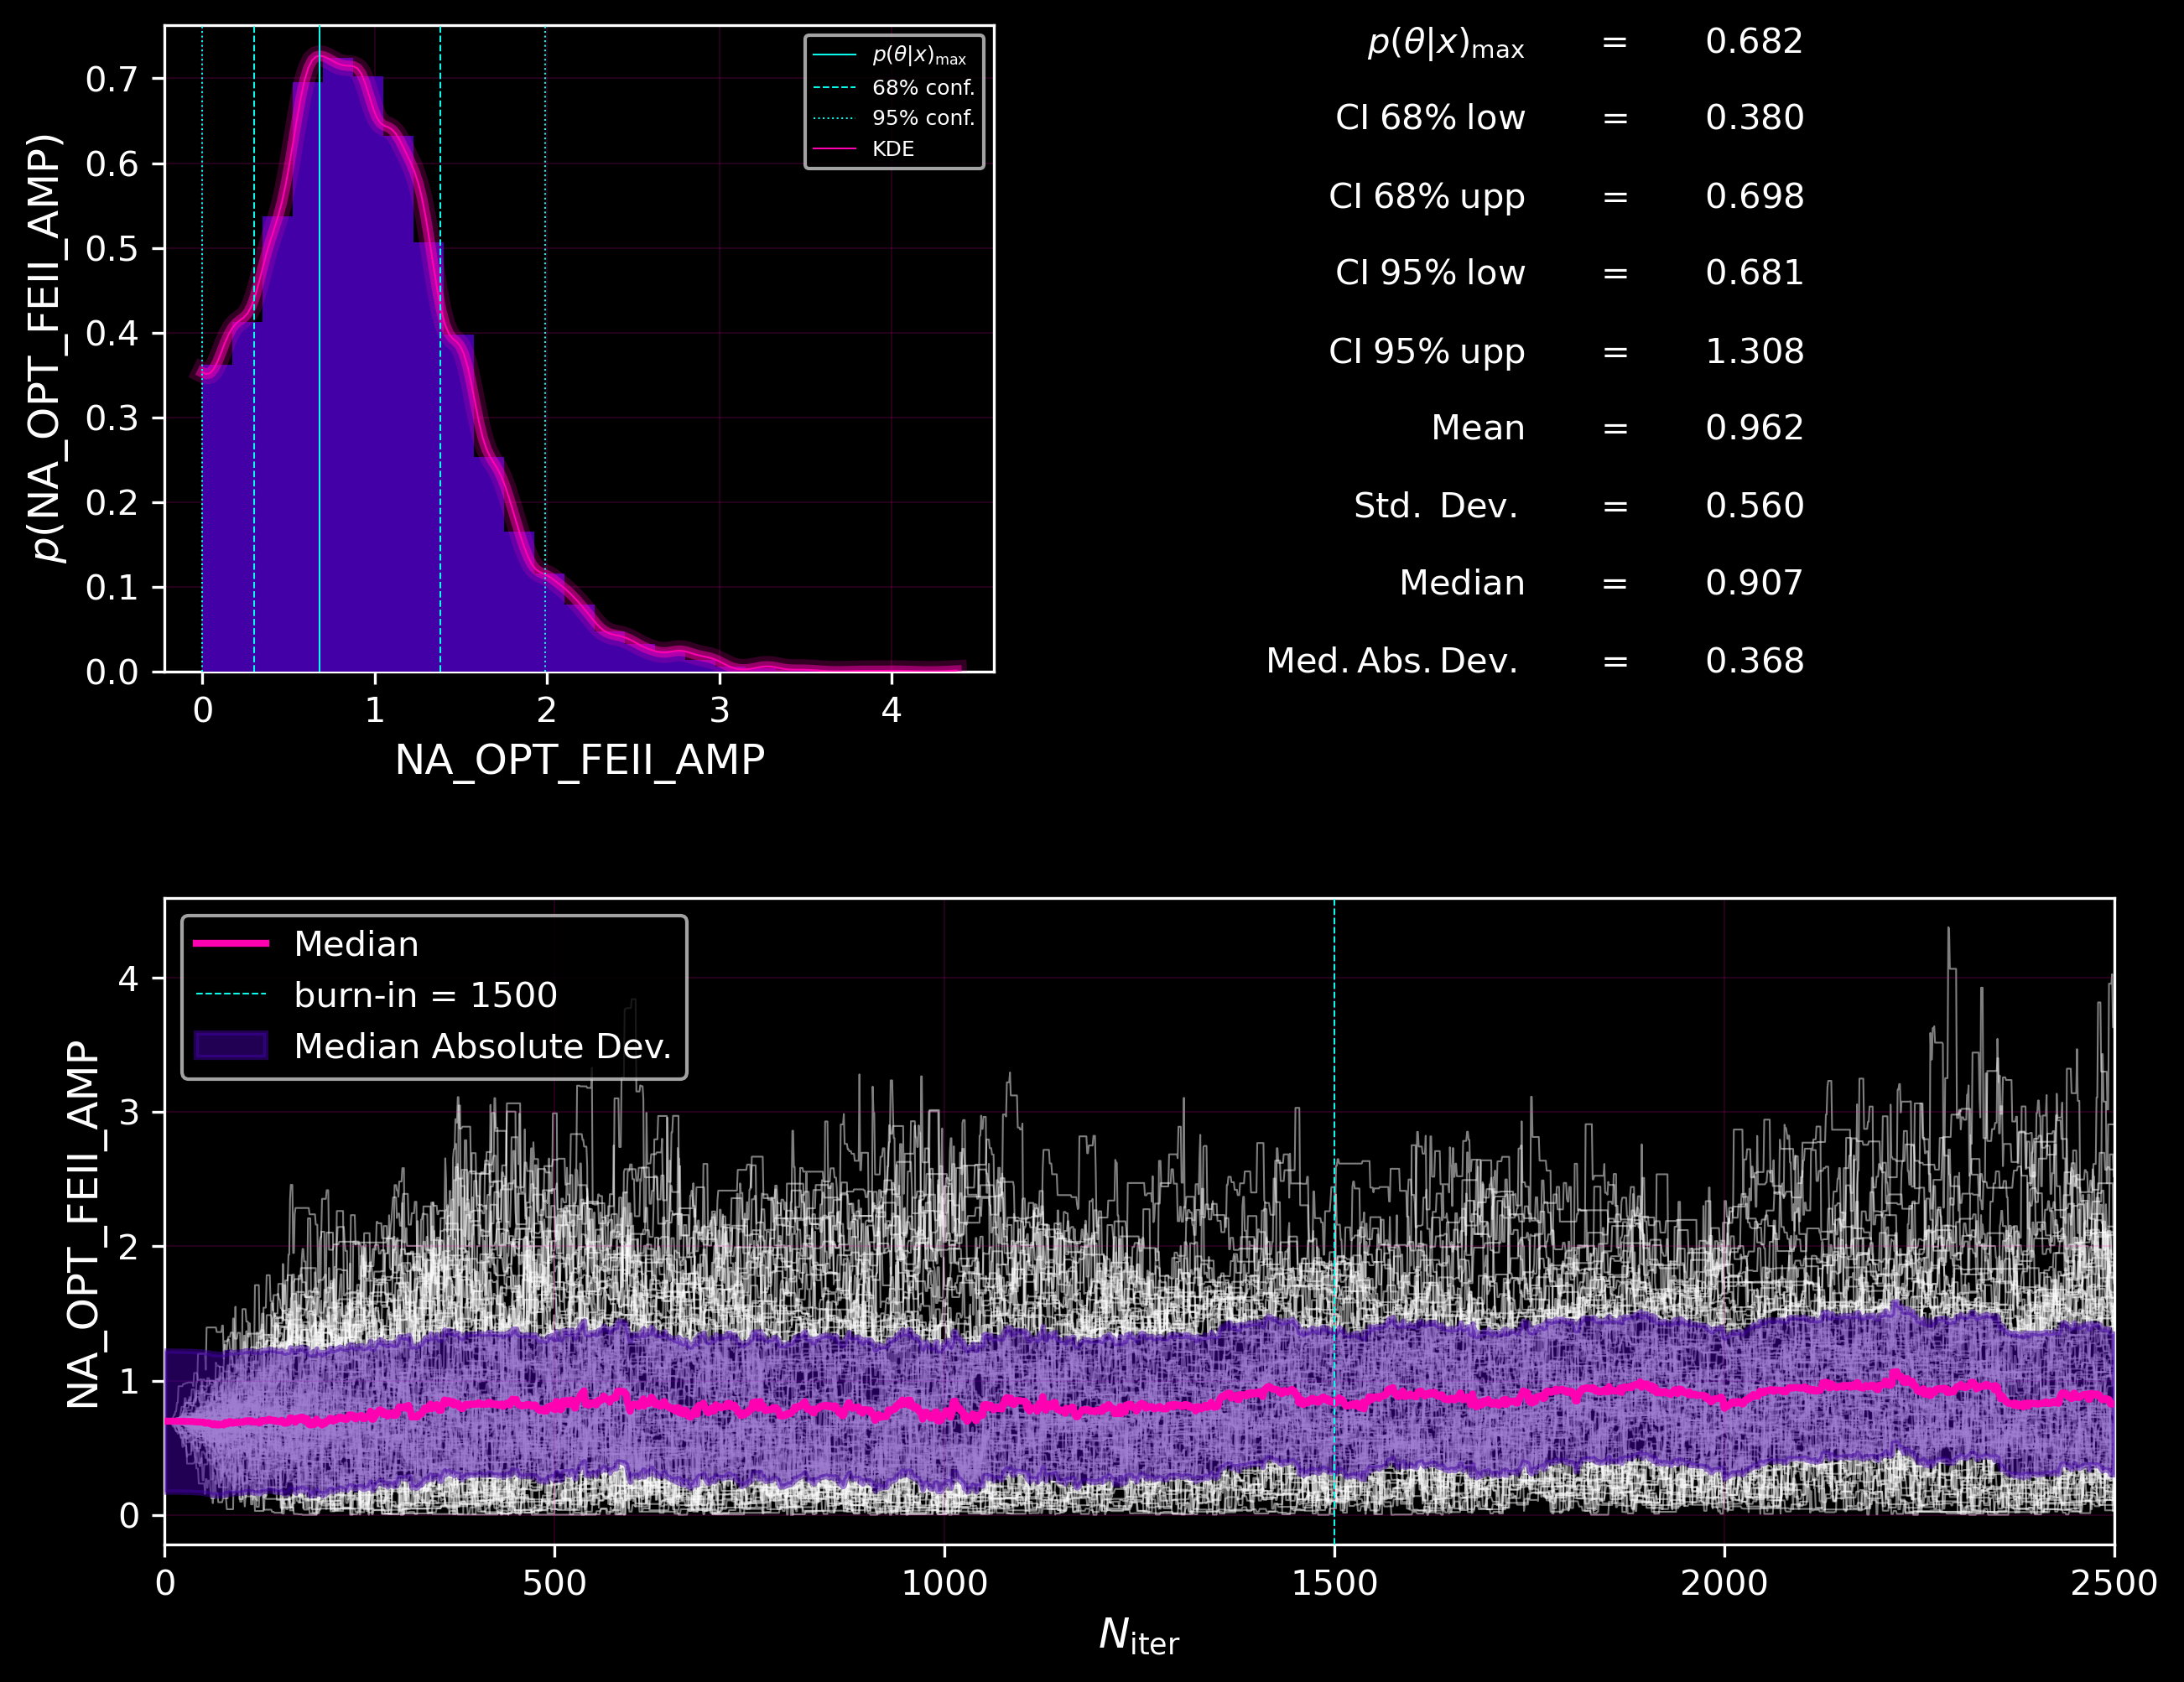 p(NA_OPT_FEII_AMP)
0.7
0.6
0.5
0.4
0.3
0.2
0.1
0.0
0 1 2 3 4
NA_OPT_FEII_AMP
p(θ|x)max
68% conf.
95% conf.
KDE
p(θ|x)max = 0.682
CI 68% low = 0.380
CI 68% upp = 0.698
CI 95% low = 0.681
CI 95% upp = 1.308
Mean = 0.962
Std. Dev. = 0.560
Median = 0.907
Med. Abs. Dev. = 0.368
NA_OPT_FEII_AMP
4
3
2
1
0
Median
burn-in = 1500
Median Absolute Dev.
0 500 1000 1500 2000 2500
Niter